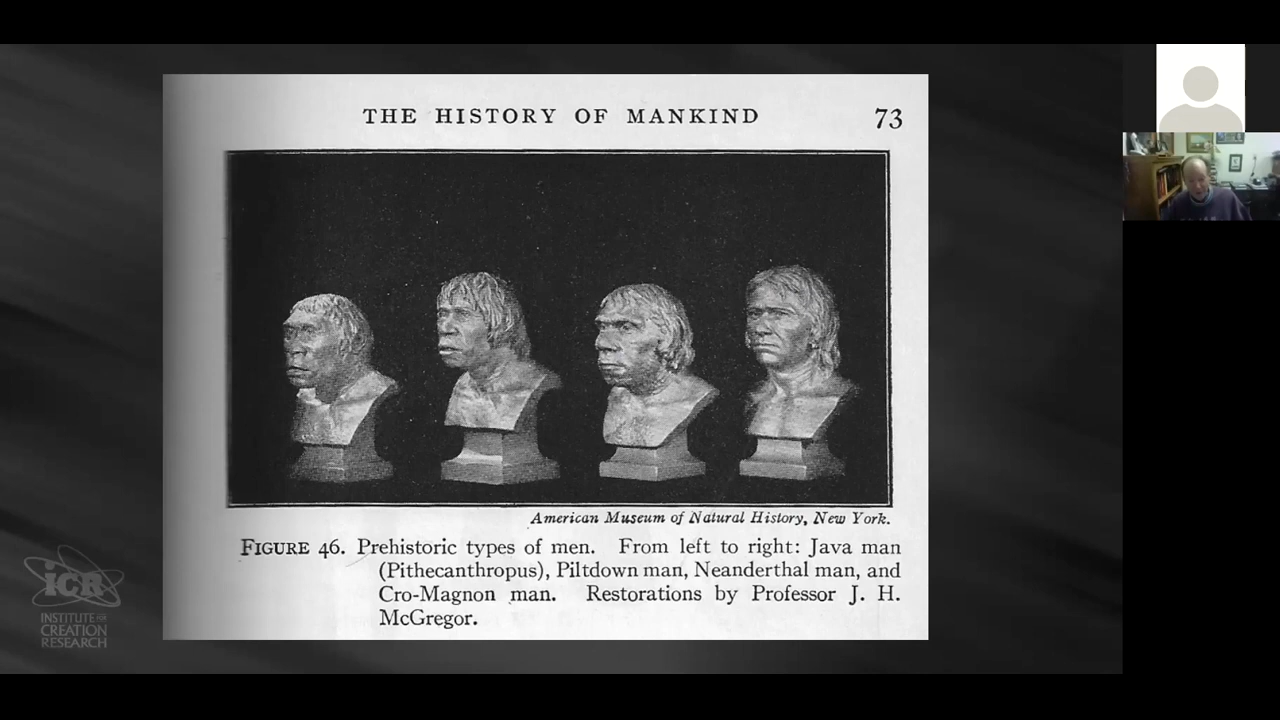 THE HISTORY OF MANKIND 73
American Museum of Natural History, New York.
FIGURE 46. Prehistoric types of men. From left to right: Java man
(Pithecanthropus), Piltdown man, Neanderthal man, and
Cro-Magnon man. Restorations by Professor J. H.
McGregor.
iCR
INSTITUTE FOR
CREATION
RESEARCH